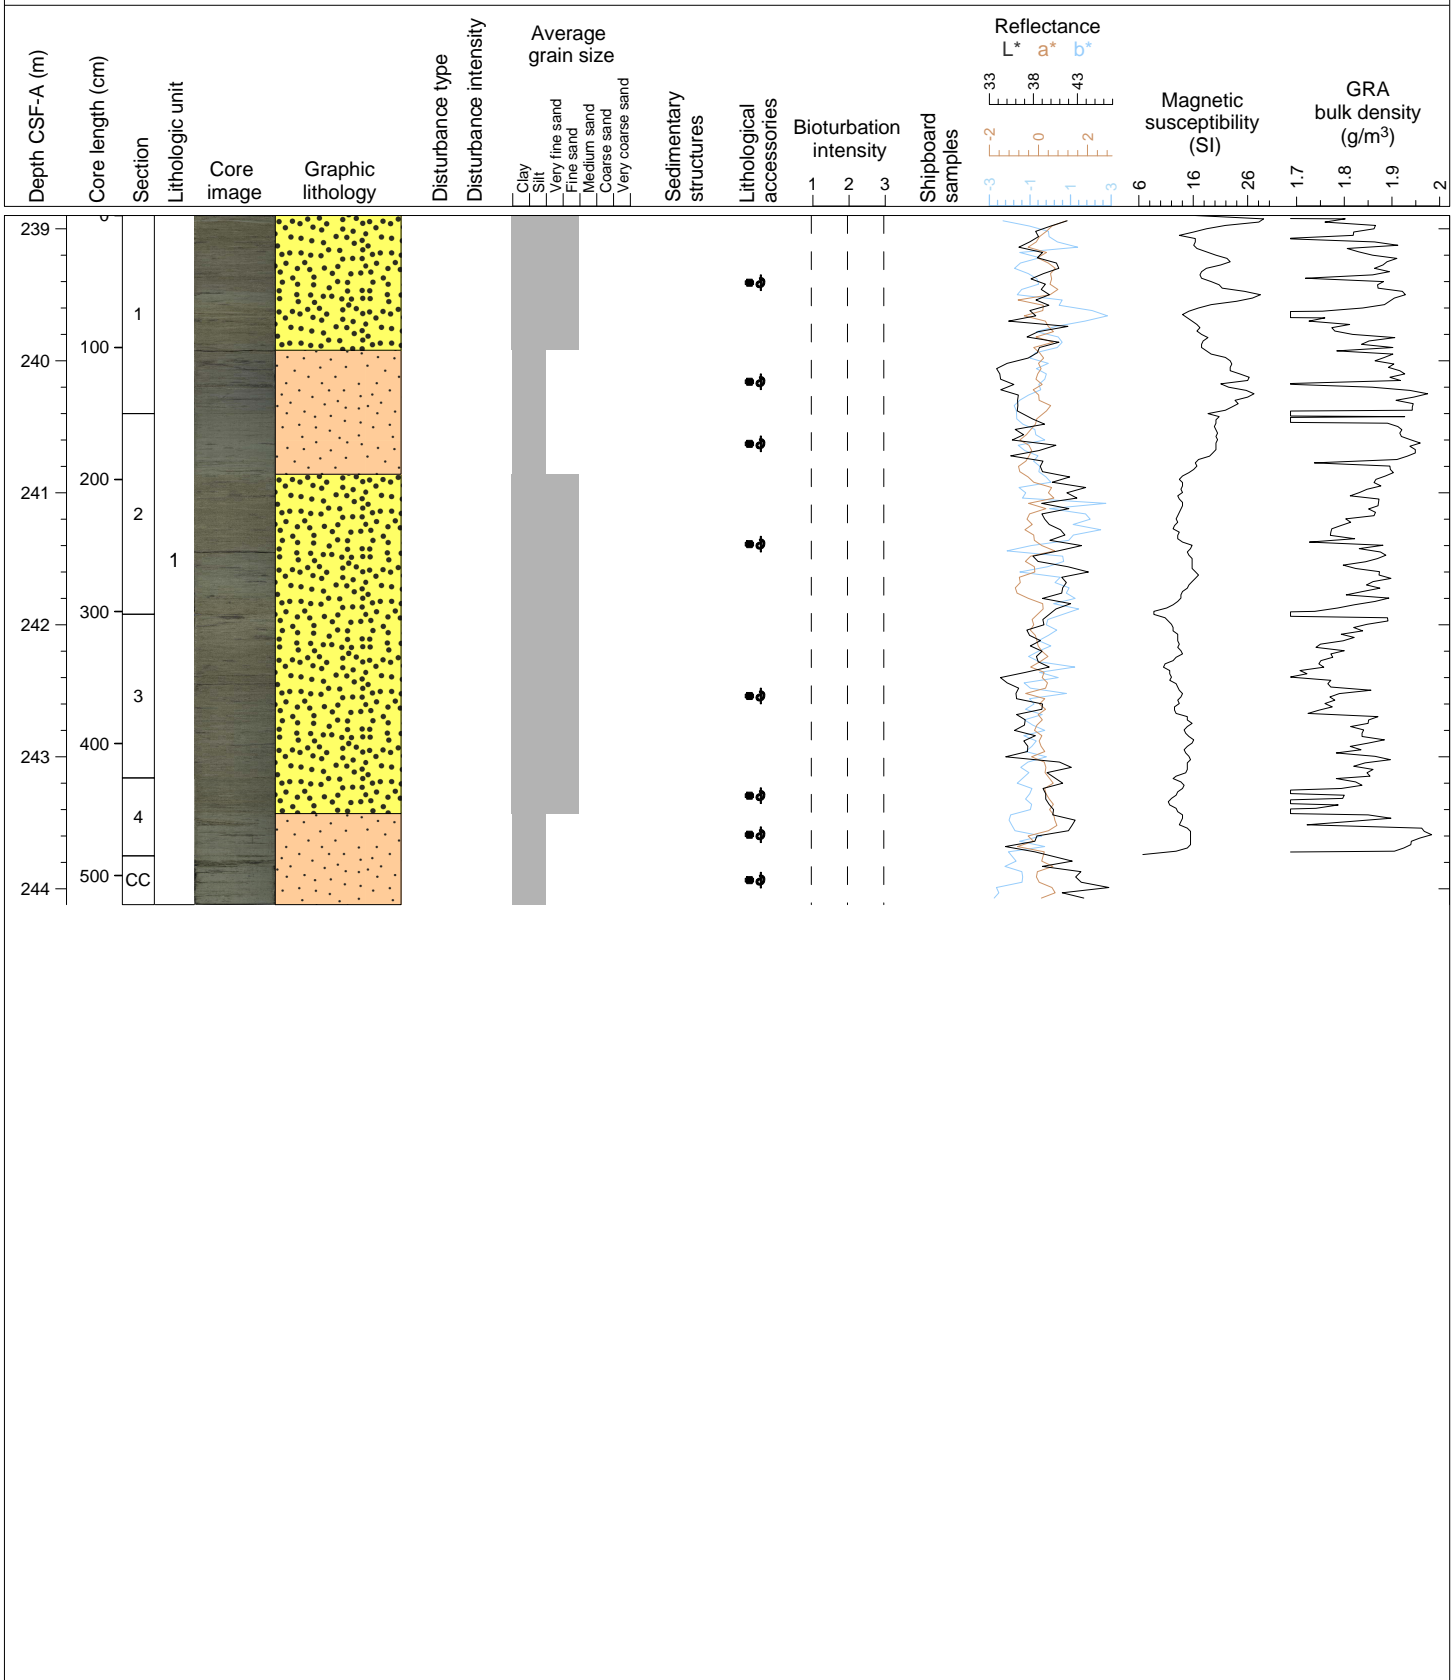 Depth CSF-A (m)
Core length (cm)
Section
Lithologic unit
Core
image
Graphic
lithology
Disturbance type
Disturbance intensity
Average
grain size
Clay
Silt
Very fine sand
Fine sand
Medium sand
Coarse sand
Very coarse sand
Sedimentary
structures
Lithological
accessories
Bioturbation
intensity
1 2 3
Shipboard
samples
Reflectance
L* a* b*
33 38 43
-2 0 2
-3 -1 1 3
Magnetic
susceptibility
(SI)
6 16 26
GRA
bulk density
(g/m³)
1.7 1.8 1.9 2
239
240
241
242
243
244
0
100
200
300
400
500
1
2
3
4
CC
1